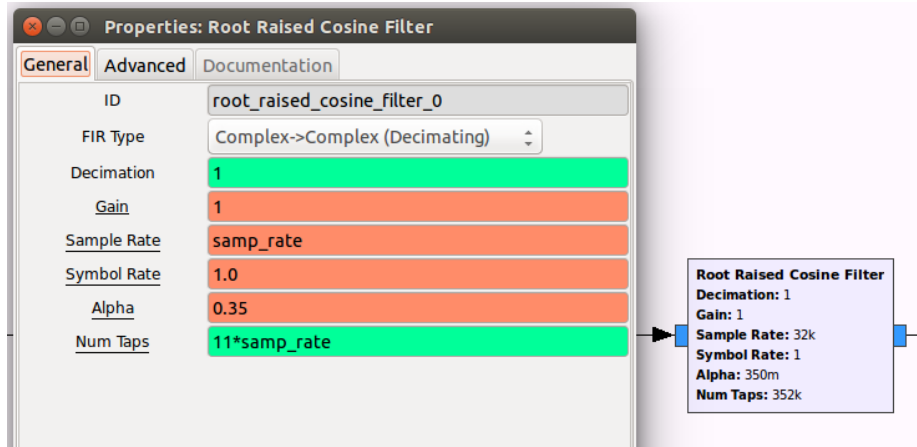 Properties: Root Raised Cosine Filter
General Advanced Documentation
ID root_raised_cosine_filter_0
FIR Type Complex->Complex (Decimating)
Decimation 1
Gain 1
Sample Rate samp_rate
Symbol Rate 1.0
Alpha 0.35
Num Taps 11*samp_rate
Root Raised Cosine Filter
Decimation: 1
Gain: 1
Sample Rate: 32k
Symbol Rate: 1
Alpha: 350m
Num Taps: 352k